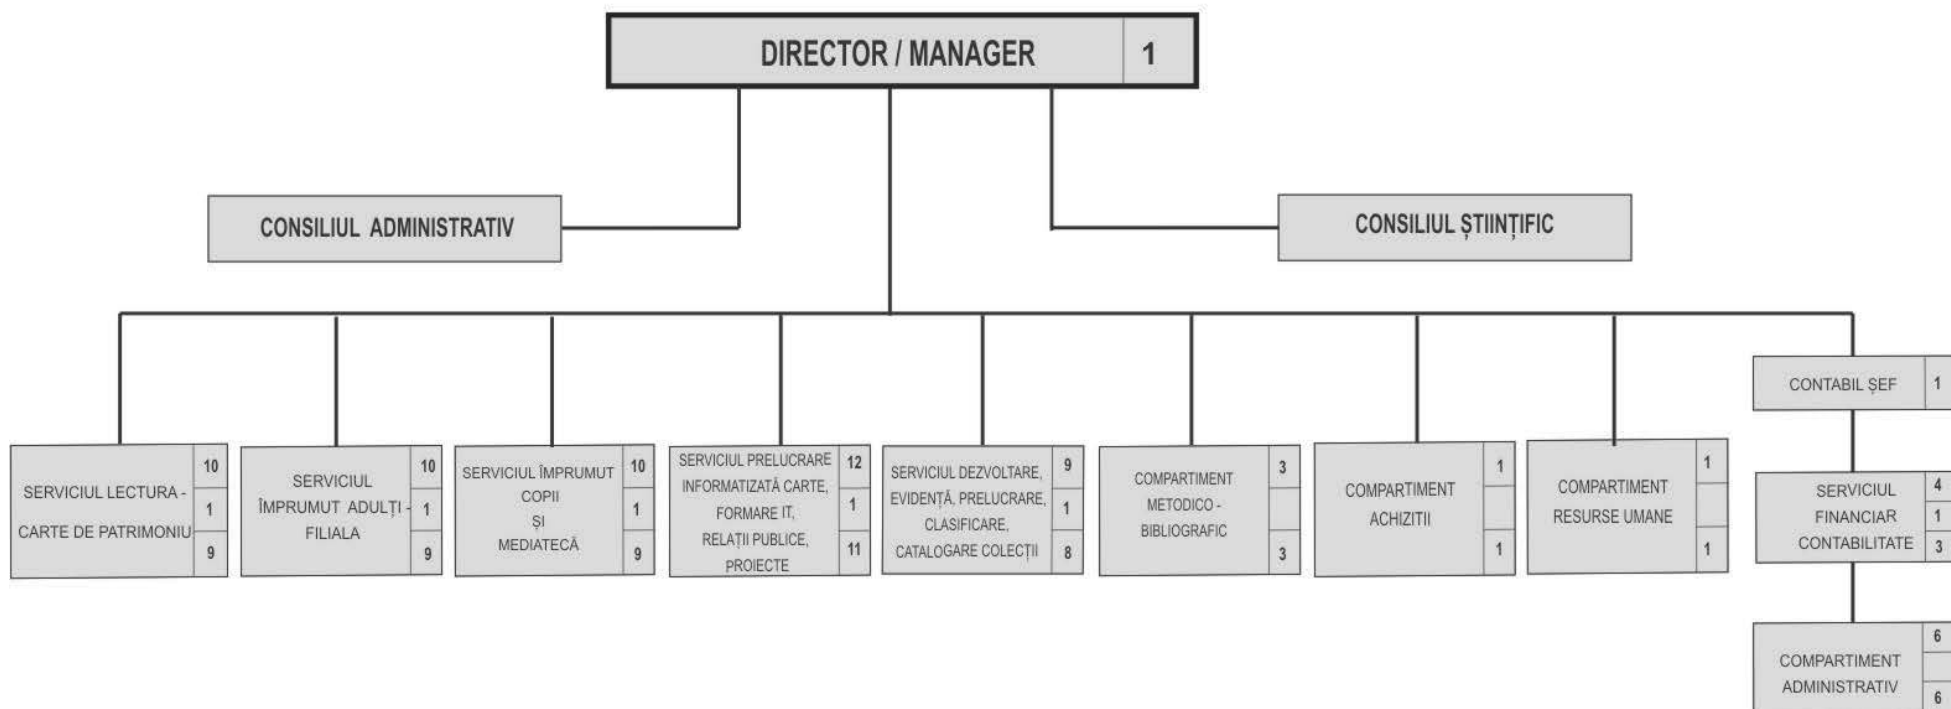 DIRECTOR / MANAGER 1
CONSILIUL ADMINISTRATIV
CONSILIUL ȘTIINȚIFIC
CONTABIL ȘEF 1
SERVICIUL LECTURA -
CARTE DE PATRIMONIU
10
1
9
SERVICIUL
ÎMPRUMUT ADULȚI -
FILIALA
10
1
9
SERVICIUL ÎMPRUMUT
COPII
ȘI
MEDIATECĂ
10
1
9
SERVICIUL PRELUCRARE
INFORMATIZATĂ CARTE,
FORMARE IT,
RELAȚII PUBLICE,
PROIECTE
12
1
11
SERVICIUL DEZVOLTARE,
EVIDENȚĂ, PRELUCRARE,
CLASIFICARE,
CATALOGARE COLECȚII
9
1
8
COMPARTIMENT
METODICO -
BIBLIOGRAFIC
3
3
COMPARTIMENT
ACHIZITII
1
1
COMPARTIMENT
RESURSE UMANE
1
1
SERVICIUL
FINANCIAR
CONTABILITATE
4
1
3
COMPARTIMENT
ADMINISTRATIV
6
6